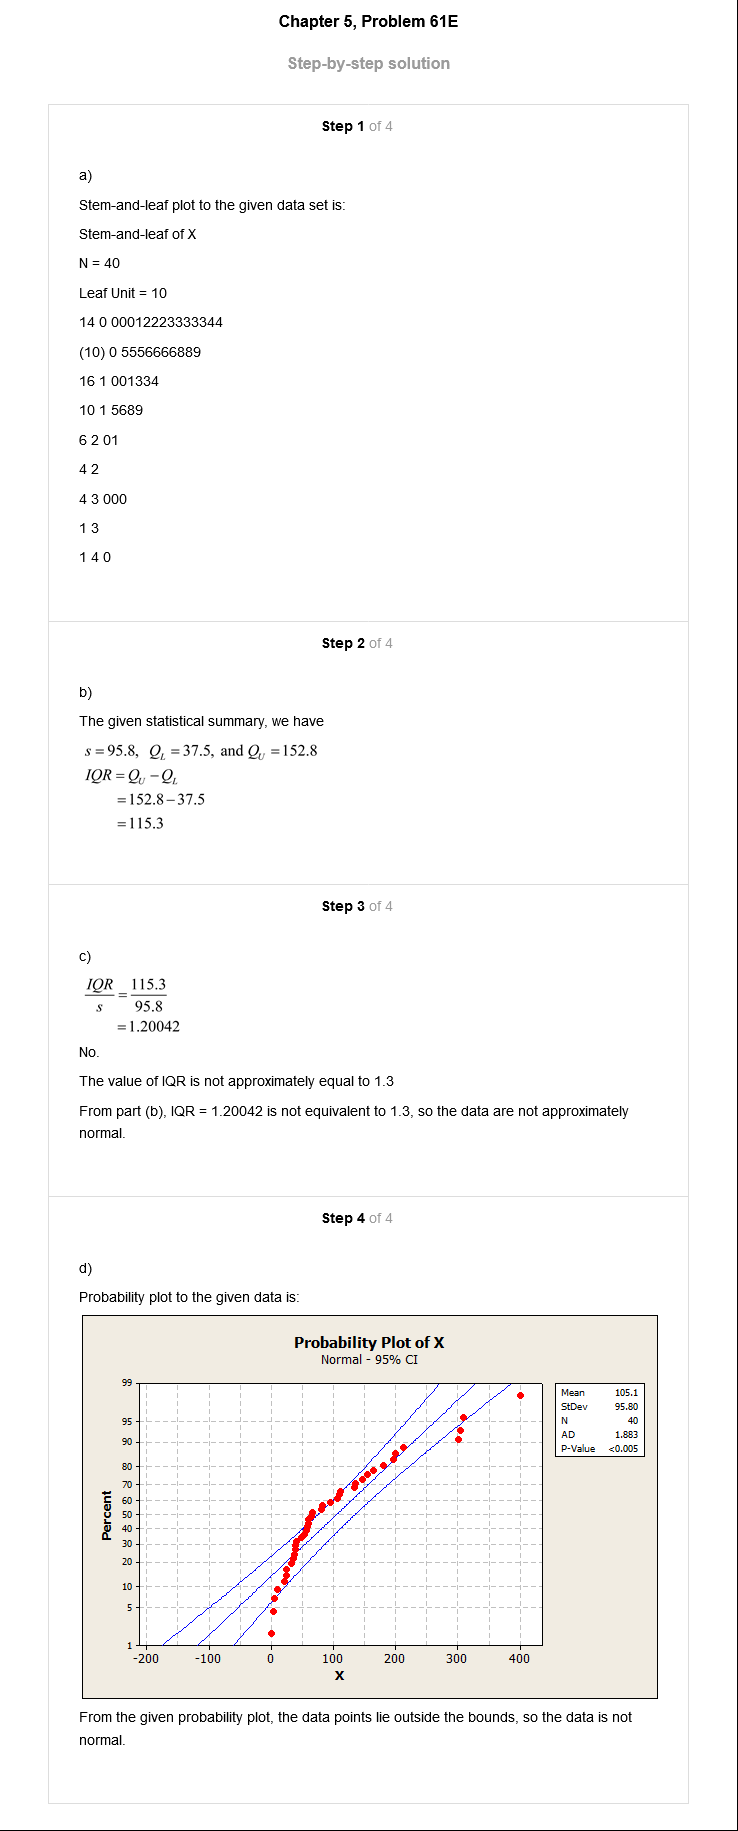 Chapter 5, Problem 61E
Step-by-step solution
Step 1 of 4
a)
Stem-and-leaf plot to the given data set is:
Stem-and-leaf of X
N = 40
Leaf Unit = 10
14 0 00012223333344
(10) 0 5556666889
16 1 001334
10 1 5689
6 2 01
4 2
4 3 000
1 3
1 4 0
Step 2 of 4
b)
The given statistical summary, we have
s = 95.8, Q_L = 37.5, and Q_U = 152.8
IQR = Q_U − Q_L
= 152.8 − 37.5
= 115.3
Step 3 of 4
c)
IQR/s = 115.3/95.8
= 1.20042
No.
The value of IQR is not approximately equal to 1.3
From part (b), IQR = 1.20042 is not equivalent to 1.3, so the data are not approximately
normal.
Step 4 of 4
d)
Probability plot to the given data is:
Probability Plot of X
Normal - 95% CI
99
95
90
80
70
60
50
40
30
20
10
5
1
Percent
-200 -100 0 100 200 300 400
X
Mean 105.1
StDev 95.80
N 40
AD 1.883
P-Value <0.005
From the given probability plot, the data points lie outside the bounds, so the data is not
normal.